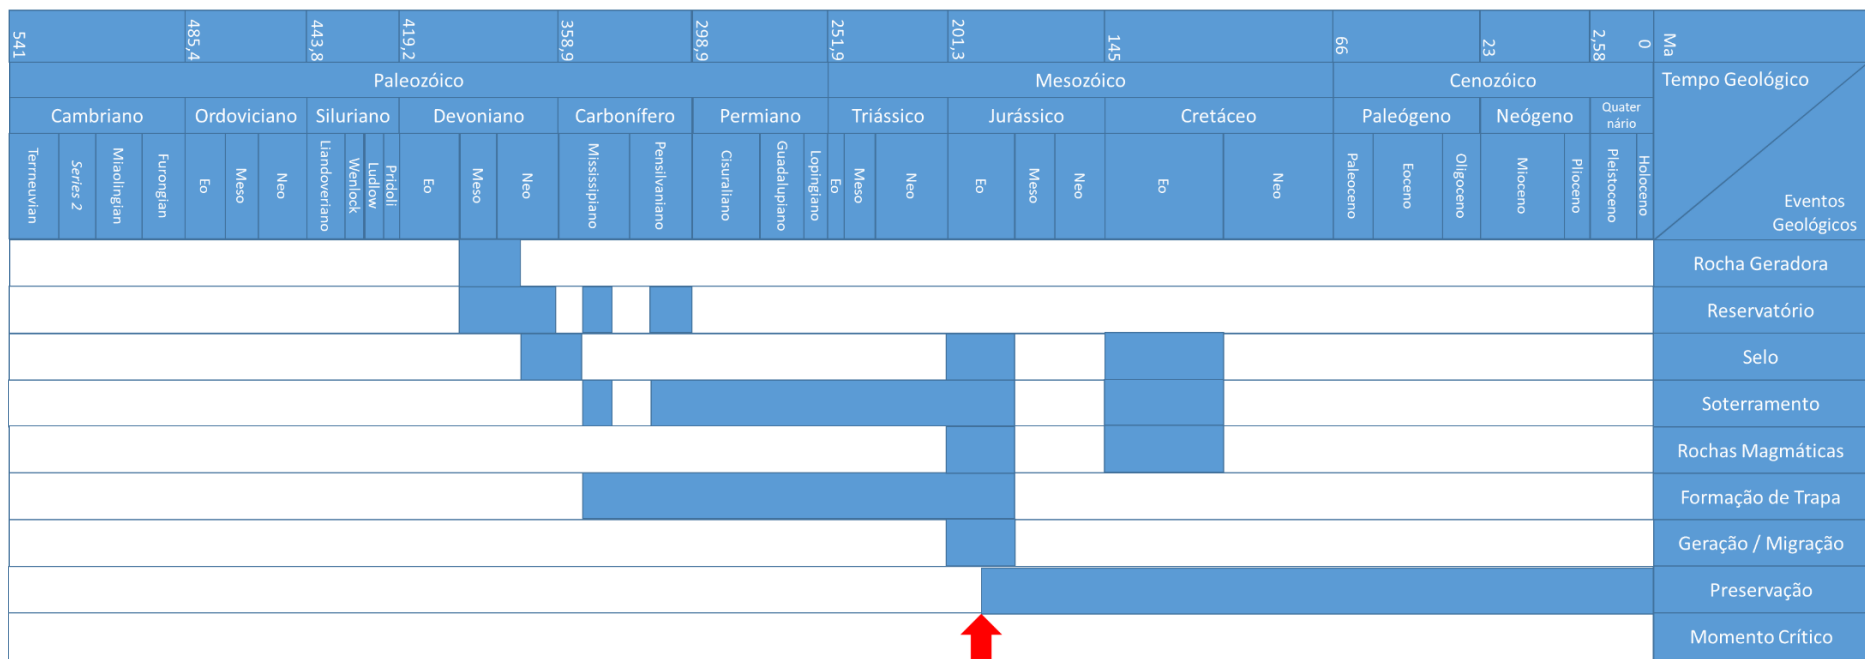 541
485,4
443,8
419,2
358,9
298,9
251,9
201,3
145
66
23
2,58
0
Ma
Paleozóico
Mesozóico
Cenozóico
Tempo Geológico
Cambriano
Ordoviciano
Siluriano
Devoniano
Carbonífero
Permiano
Triássico
Jurássico
Cretáceo
Paleógeno
Neógeno
Quater
nário
Terrneuvian
Series 2
Miaolingian
Furongian
Eo
Meso
Neo
Liandoveriano
Wenlock
Ludlow
Pridoli
Eo
Meso
Neo
Mississipiano
Pensilvaniano
Cisuraliano
Guadalupiano
Lopingiano
Eo
Meso
Neo
Eo
Meso
Neo
Eo
Neo
Paleoceno
Eoceno
Oligoceno
Mioceno
Plioceno
Pleistoceno
Holoceno
Eventos
Geológicos
Rocha Geradora
Reservatório
Selo
Soterramento
Rochas Magmáticas
Formação de Trapa
Geração / Migração
Preservação
Momento Crítico